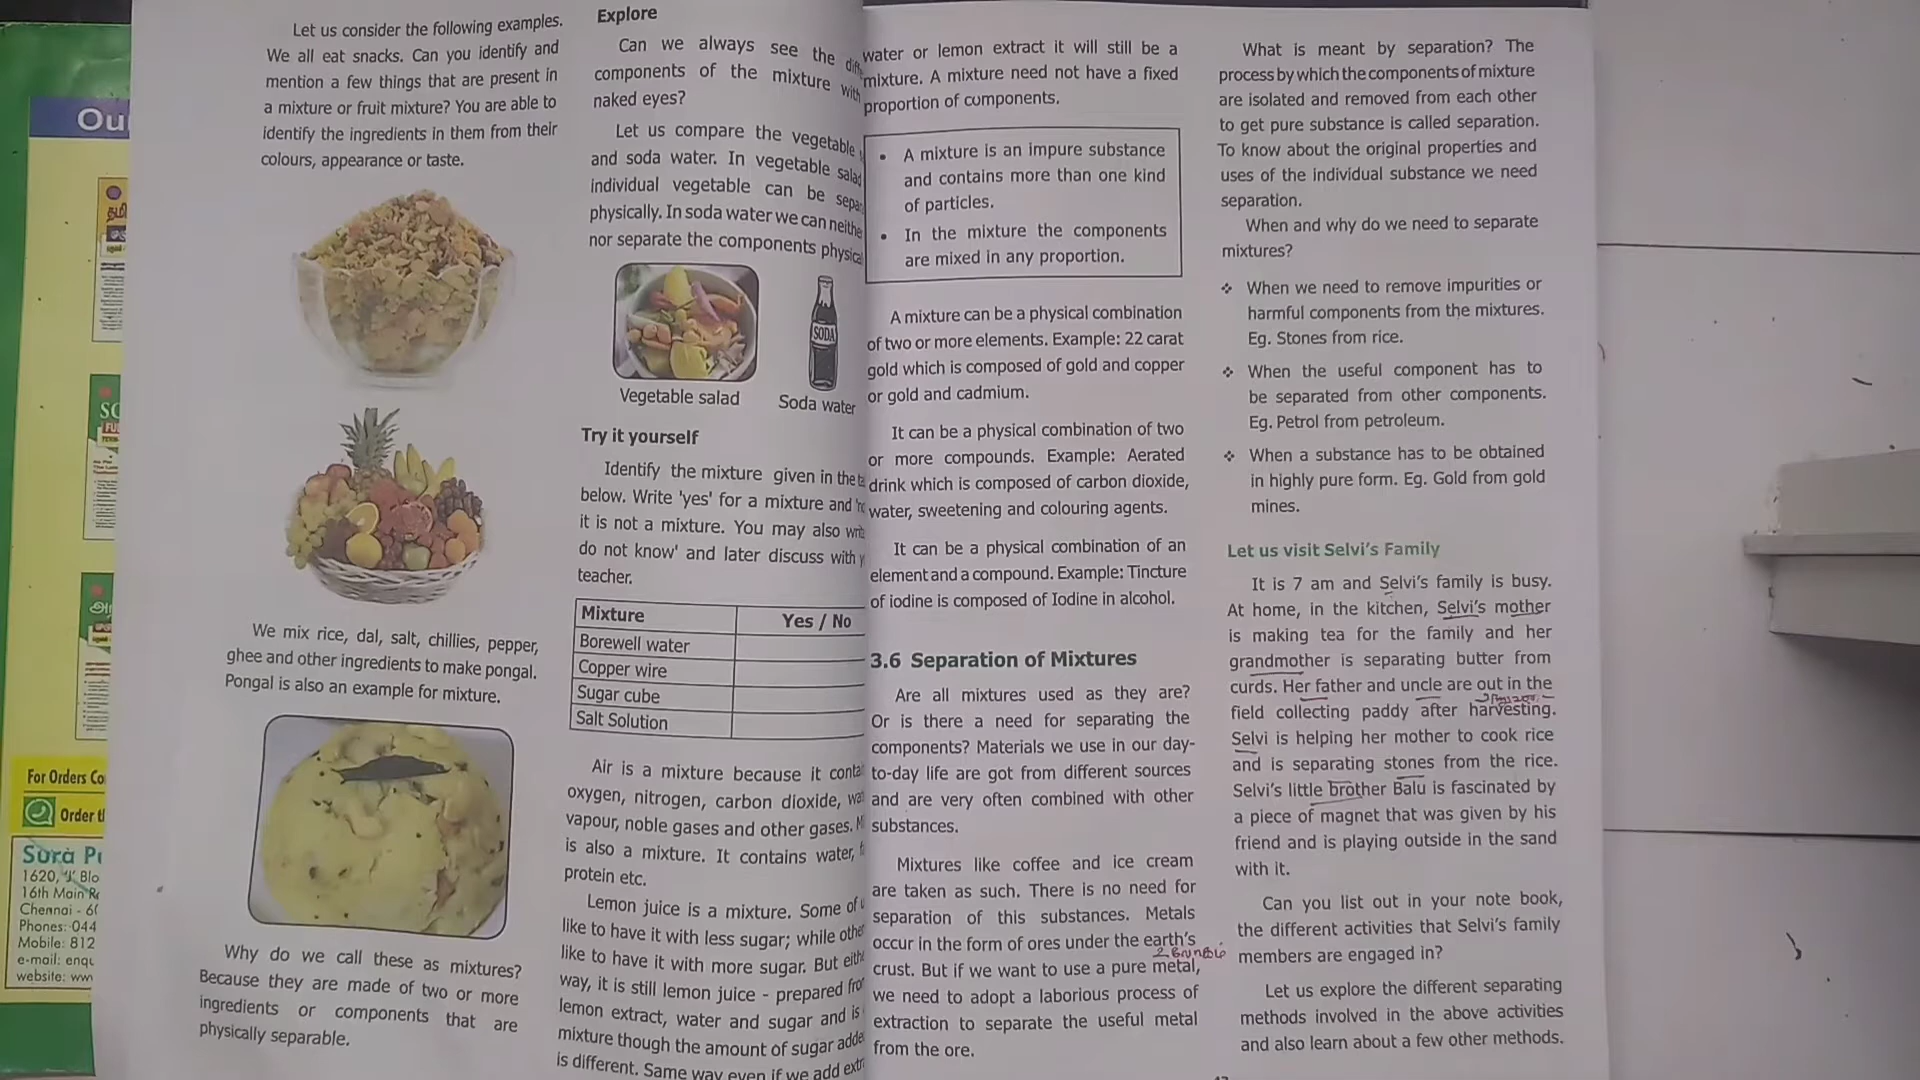 Let us consider the following examples.
We all eat snacks. Can you identify and
mention a few things that are present in
a mixture or fruit mixture? You are able to
identify the ingredients in them from their
colours, appearance or taste.
We mix rice, dal, salt, chillies, pepper,
ghee and other ingredients to make pongal.
Pongal is also an example for mixture.
Why do we call these as mixtures?
Because they are made of two or more
ingredients or components that are
physically separable.
Explore
Can we always see the
components of the mixture with
naked eyes?
Let us compare the vegetable
and soda water. In vegetable salad
individual vegetable can be
physically. In soda water we can
nor separate the components
SODA
Vegetable salad
Soda water
Try it yourself
Identify the mixture given in the
below. Write 'yes' for a mixture and
it is not a mixture. You may also
do not know' and later discuss with
teacher.
Mixture Yes / No
Borewell water
Copper wire
Sugar cube
Salt Solution
Air is a mixture because it
oxygen, nitrogen, carbon dioxide,
vapour, noble gases and other gases.
is also a mixture. It contains water,
protein etc.
Lemon juice is a mixture. Some of
like to have it with less sugar; while
like to have it with more sugar. But
way, it is still lemon juice - prepared
lemon extract, water and sugar and is
mixture though the amount of sugar
is different. Same way even if we add
water or lemon extract it will still be a
mixture. A mixture need not have a fixed
proportion of components.
• A mixture is an impure substance
and contains more than one kind
of particles.
• In the mixture the components
are mixed in any proportion.
A mixture can be a physical combination
of two or more elements. Example: 22 carat
gold which is composed of gold and copper
or gold and cadmium.
It can be a physical combination of two
or more compounds. Example: Aerated
drink which is composed of carbon dioxide,
water, sweetening and colouring agents.
It can be a physical combination of an
element and a compound. Example: Tincture
of iodine is composed of Iodine in alcohol.
3.6 Separation of Mixtures
Are all mixtures used as they are?
Or is there a need for separating the
components? Materials we use in our day-
to-day life are got from different sources
and are very often combined with other
substances.
Mixtures like coffee and ice cream
are taken as such. There is no need for
separation of this substances. Metals
occur in the form of ores under the earth's
crust. But if we want to use a pure metal,
we need to adopt a laborious process of
extraction to separate the useful metal
from the ore.
What is meant by separation? The
process by which the components of mixture
are isolated and removed from each other
to get pure substance is called separation.
To know about the original properties and
uses of the individual substance we need
separation.
When and why do we need to separate
mixtures?
❖ When we need to remove impurities or
harmful components from the mixtures.
Eg. Stones from rice.
❖ When the useful component has to
be separated from other components.
Eg. Petrol from petroleum.
❖ When a substance has to be obtained
in highly pure form. Eg. Gold from gold
mines.
Let us visit Selvi's Family
It is 7 am and Selvi's family is busy.
At home, in the kitchen, Selvi's mother
is making tea for the family and her
grandmother is separating butter from
curds. Her father and uncle are out in the
field collecting paddy after harvesting.
Selvi is helping her mother to cook rice
and is separating stones from the rice.
Selvi's little brother Balu is fascinated by
a piece of magnet that was given by his
friend and is playing outside in the sand
with it.
Can you list out in your note book,
the different activities that Selvi's family
members are engaged in?
Let us explore the different separating
methods involved in the above activities
and also learn about a few other methods.
Ou
For Orders Co
Order
Sura
1620, 'J' Blo
16th Main
Chennai - 6
Phones: 044
Mobile: 812
e-mail: enq
website: ww